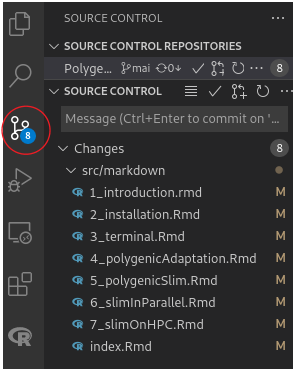 SOURCE CONTROL
SOURCE CONTROL REPOSITORIES
Polyge... mai 0↓ 8
SOURCE CONTROL
8
Message (Ctrl+Enter to commit on '...
Changes 8
src/markdown
R 1_introduction.rmd M
R 2_installation.Rmd M
R 3_terminal.Rmd M
R 4_polygenicAdaptation.Rmd M
R 5_polygenicSlim.Rmd M
R 6_slimInParallel.Rmd M
R 7_slimOnHPC.Rmd M
R index.Rmd M
R